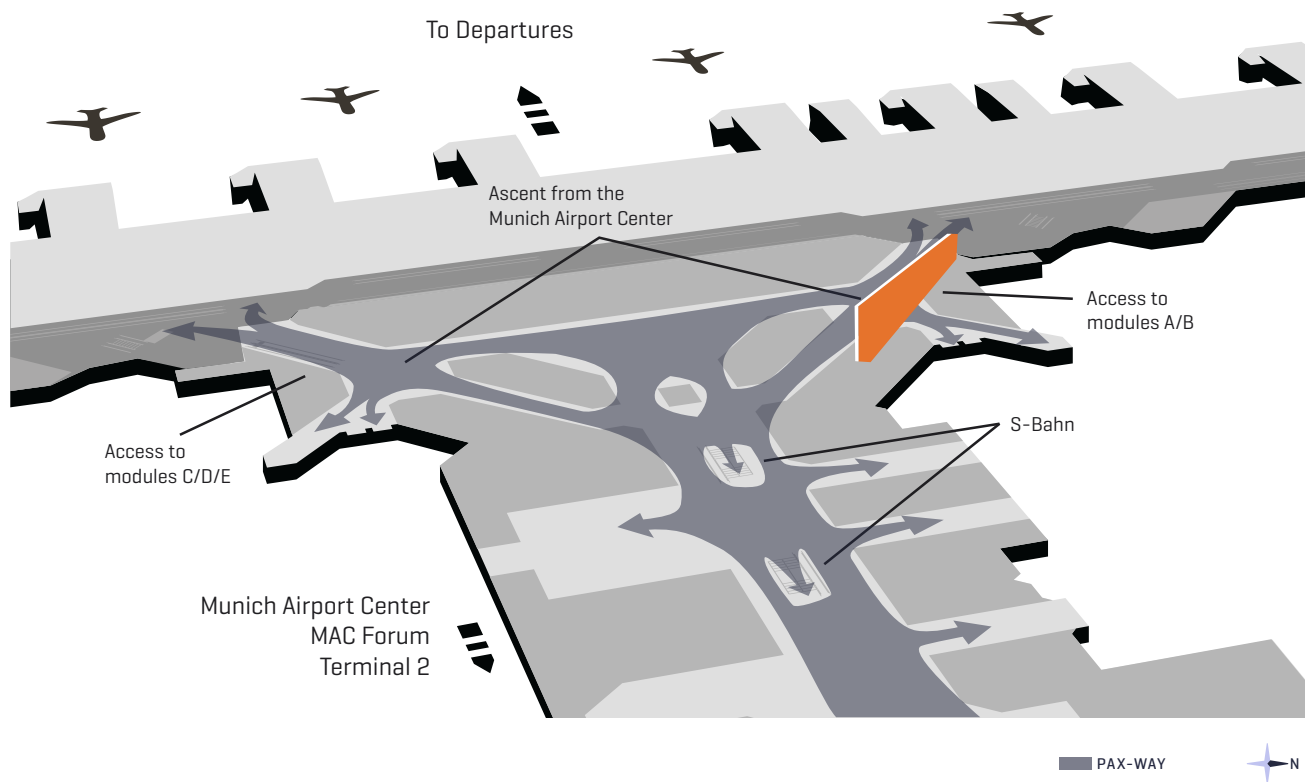 To Departures
Ascent from the
Munich Airport Center
Access to
modules A/B
Access to
modules C/D/E
S-Bahn
Munich Airport Center
MAC Forum
Terminal 2
PAX-WAY
N